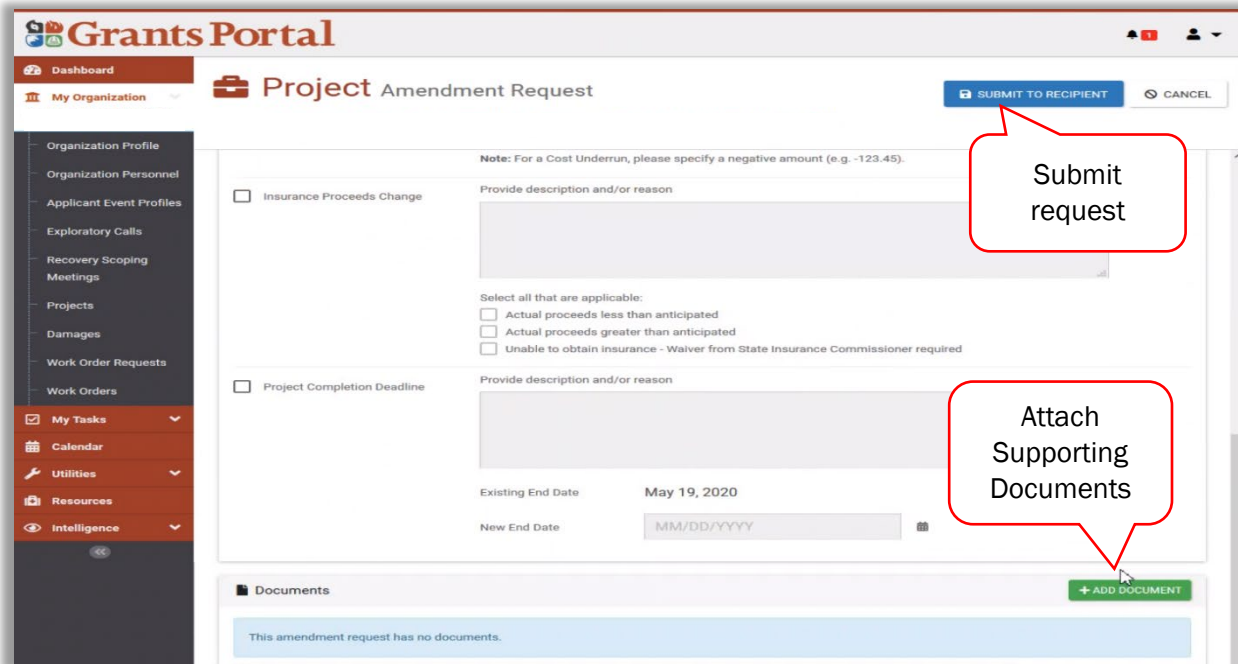 Grants Portal
1
Dashboard
My Organization
Organization Profile
Organization Personnel
Applicant Event Profiles
Exploratory Calls
Recovery Scoping
Meetings
Projects
Damages
Work Order Requests
Work Orders
My Tasks
Calendar
Utilities
Resources
Intelligence
Project Amendment Request
SUBMIT TO RECIPIENT
CANCEL
Submit
request
Note: For a Cost Underrun, please specify a negative amount (e.g. -123.45).
Insurance Proceeds Change
Provide description and/or reason
Select all that are applicable:
Actual proceeds less than anticipated
Actual proceeds greater than anticipated
Unable to obtain insurance - Waiver from State Insurance Commissioner required
Project Completion Deadline
Provide description and/or reason
Attach
Supporting
Documents
Existing End Date May 19, 2020
New End Date MM/DD/YYYY
Documents
+ ADD DOCUMENT
This amendment request has no documents.